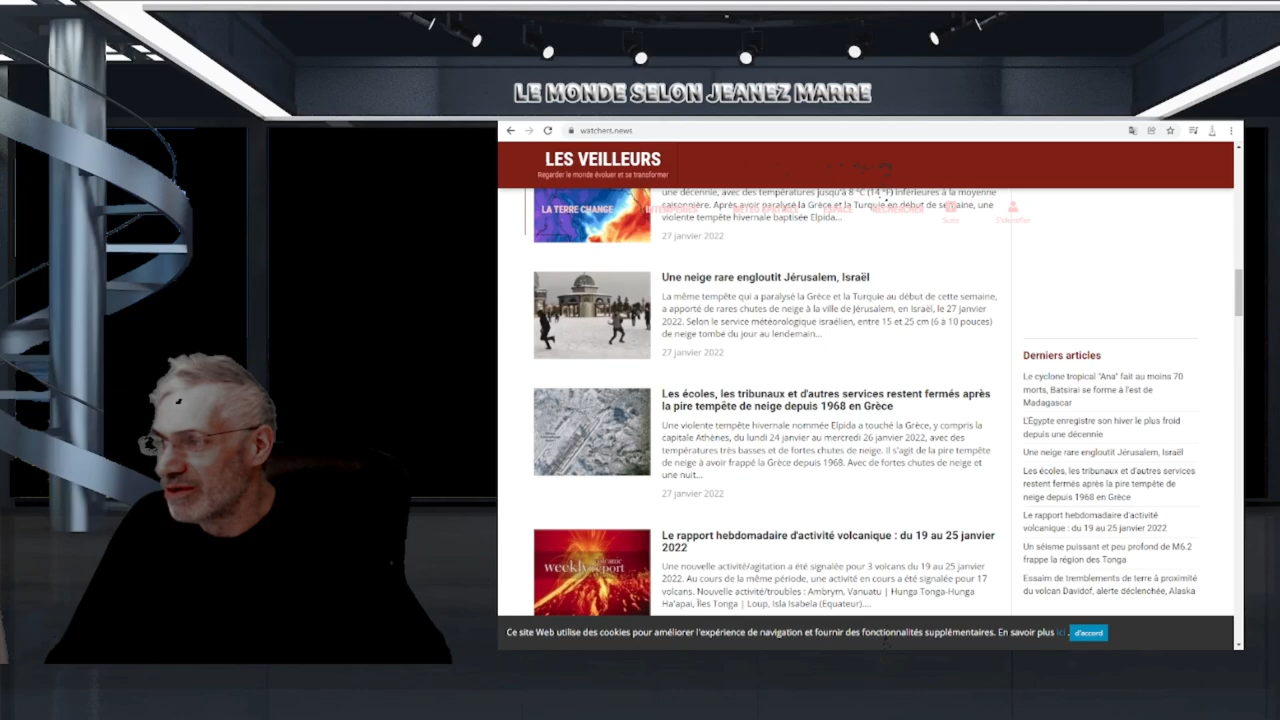 LE MONDE SELON JEANEZ MARRE
watchers.news
LES VEILLEURS
Regarder le monde évoluer et se transformer
LA TERRE CHANGE
ESPACE
RECHERCHER
S'identifier
une décennie, avec des températures jusqu'à 8 °C (14 °F) inférieures à la moyenne
saisonnière. Après avoir paralysé la Grèce et la Turquie en début de semaine, une
violente tempête hivernale baptisée Elpida...
27 janvier 2022
Une neige rare engloutit Jérusalem, Israël
La même tempête qui a paralysé la Grèce et la Turquie au début de cette semaine,
a apporté de rares chutes de neige à la ville de Jérusalem, en Israël, le 27 janvier
2022. Selon le service météorologique israélien, entre 15 et 25 cm (6 à 10 pouces)
de neige tombé du jour au lendemain...
27 janvier 2022
Les écoles, les tribunaux et d'autres services restent fermés après
la pire tempête de neige depuis 1968 en Grèce
Une violente tempête hivernale nommée Elpida a touché la Grèce, y compris la
capitale Athènes, du lundi 24 janvier au mercredi 26 janvier 2022, avec des
températures très basses et de fortes chutes de neige. Il s'agit de la pire tempête
de neige à avoir frappé la Grèce depuis 1968. Avec de fortes chutes de neige et
une nuit...
27 janvier 2022
volcanic
weekly report
Le rapport hebdomadaire d'activité volcanique : du 19 au 25 janvier
2022
Une nouvelle activité/agitation a été signalée pour 3 volcans du 19 au 25 janvier
2022. Au cours de la même période, une activité en cours a été signalée pour 17
volcans. Nouvelle activité/troubles : Ambrym, Vanuatu | Hunga Tonga-Hunga
Ha'apai, Îles Tonga | Loup, Isla Isabela (Equateur)....
Derniers articles
Le cyclone tropical "Ana" fait au moins 70
morts, Batsirai se forme à l'est de
Madagascar
L'Égypte enregistre son hiver le plus froid
depuis une décennie
Une neige rare engloutit Jérusalem, Israël
Les écoles, les tribunaux et d'autres services
restent fermés après la pire tempête de
neige depuis 1968 en Grèce
Le rapport hebdomadaire d'activité
volcanique : du 19 au 25 janvier 2022
Un séisme puissant et peu profond de M6.2
frappe la région des Tonga
Essaim de tremblements de terre à proximité
du volcan Davidof, alerte déclenchée, Alaska
Ce site Web utilise des cookies pour améliorer l'expérience de navigation et fournir des fonctionnalités supplémentaires. En savoir plus ici . d'accord